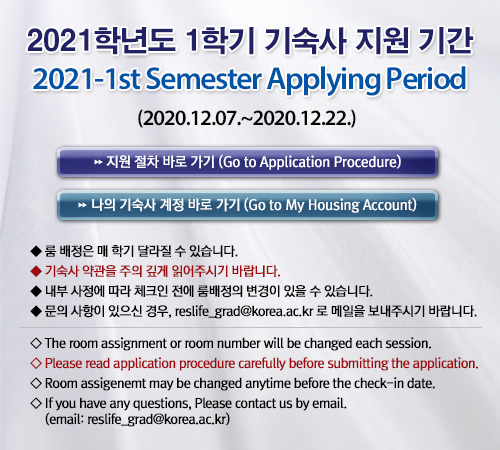 2021학년도 1학기 기숙사 지원 기간
2021-1st Semester Applying Period
(2020.12.07.~2020.12.22.)
▸▸ 지원 절차 바로 가기 (Go to Application Procedure)
▸▸ 나의 기숙사 계정 바로 가기 (Go to My Housing Account)
◆ 룸 배정은 매 학기 달라질 수 있습니다.
◆ 기숙사 약관을 주의 깊게 읽어주시기 바랍니다.
◆ 내부 사정에 따라 체크인 전에 룸배정의 변경이 있을 수 있습니다.
◆ 문의 사항이 있으신 경우, reslife_grad@korea.ac.kr 로 메일을 보내주시기 바랍니다.
◇ The room assignment or room number will be changed each session.
◇ Please read application procedure carefully before submitting the application.
◇ Room assigenemt may be changed anytime before the check-in date.
◇ If you have any questions, Please contact us by email.
(email: reslife_grad@korea.ac.kr)